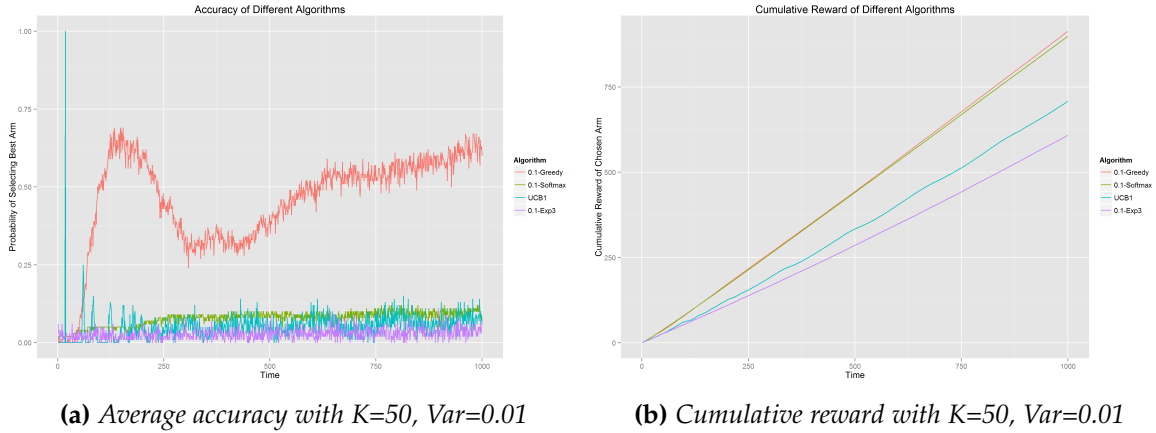 Accuracy of Different Algorithms
1.00
0.75
0.50
0.25
0.00
Probability of Selecting Best Arm
0
250
500
750
1000
Time
Algorithm
0.1-Greedy
0.1-Softmax
UCB1
0.1-Exp3
(a) Average accuracy with K=50, Var=0.01
Cumulative Reward of Different Algorithms
750
500
250
0
Cumulative Reward of Chosen Arm
0
250
500
750
1000
Time
Algorithm
0.1-Greedy
0.1-Softmax
UCB1
0.1-Exp3
(b) Cumulative reward with K=50, Var=0.01